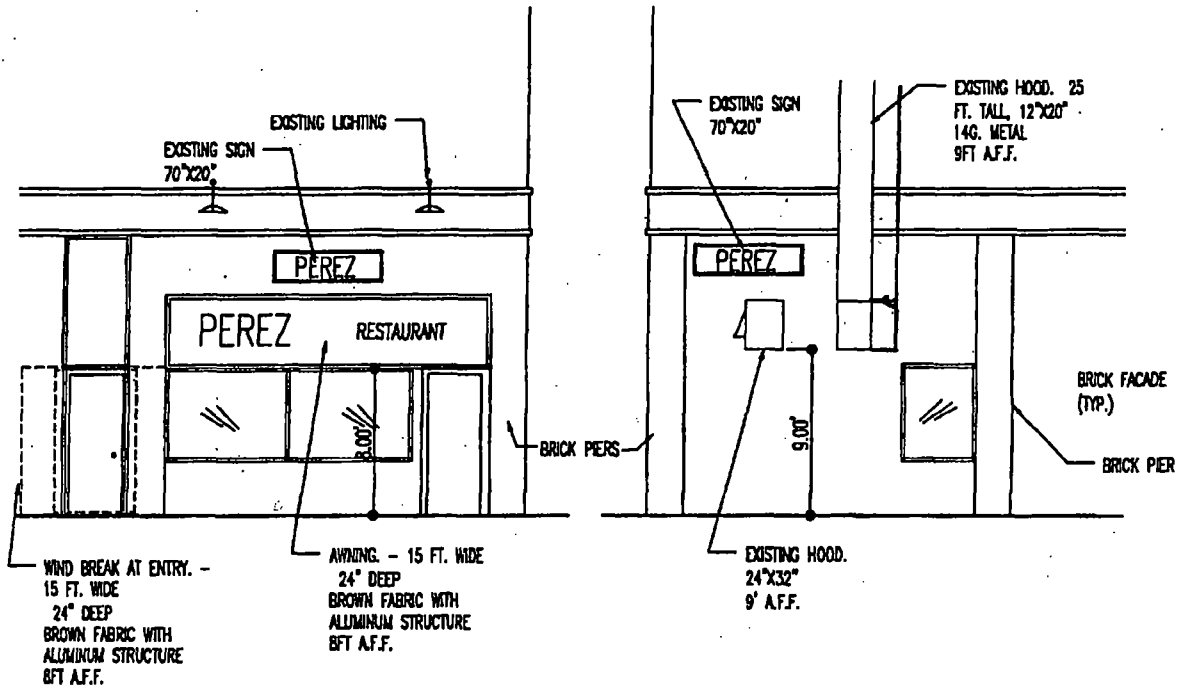 EXISTING LIGHTING
EXISTING SIGN
70"X20"
PEREZ
PEREZ
RESTAURANT
8.00'
BRICK PIERS
WIND BREAK AT ENTRY. -
15 FT. WIDE
24" DEEP
BROWN FABRIC WITH
ALUMINUM STRUCTURE
8FT A.F.F.
AWNING. - 15 FT. WIDE
24" DEEP
BROWN FABRIC WITH
ALUMINUM STRUCTURE
8FT A.F.F.
EXISTING SIGN
70"X20"
EXISTING HOOD. 25
FT. TALL, 12"X20"
14G. METAL
9FT A.F.F.
PEREZ
9.00'
BRICK FACADE
(TYP.)
BRICK PIER
EXISTING HOOD.
24"X32"
9' A.F.F.